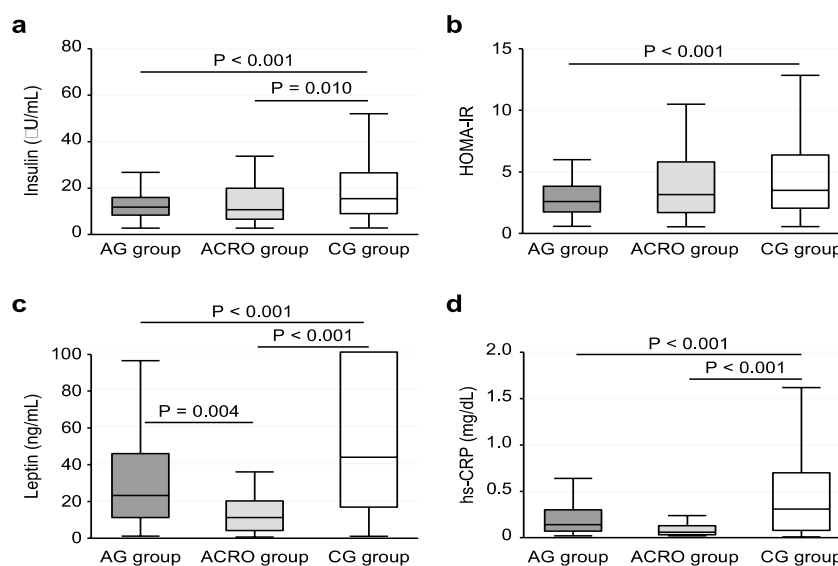 a
80
60
40
20
0
Insulin (□U/mL)
P < 0.001
P = 0.010
AG group
ACRO group
CG group
b
15
10
5
0
HOMA-IR
P < 0.001
AG group
ACRO group
CG group
c
P < 0.001
P < 0.001
P = 0.004
100
80
60
40
20
0
Leptin (ng/mL)
AG group
ACRO group
CG group
d
2.0
1.5
1.0
0.5
0
hs-CRP (mg/dL)
P < 0.001
P < 0.001
AG group
ACRO group
CG group